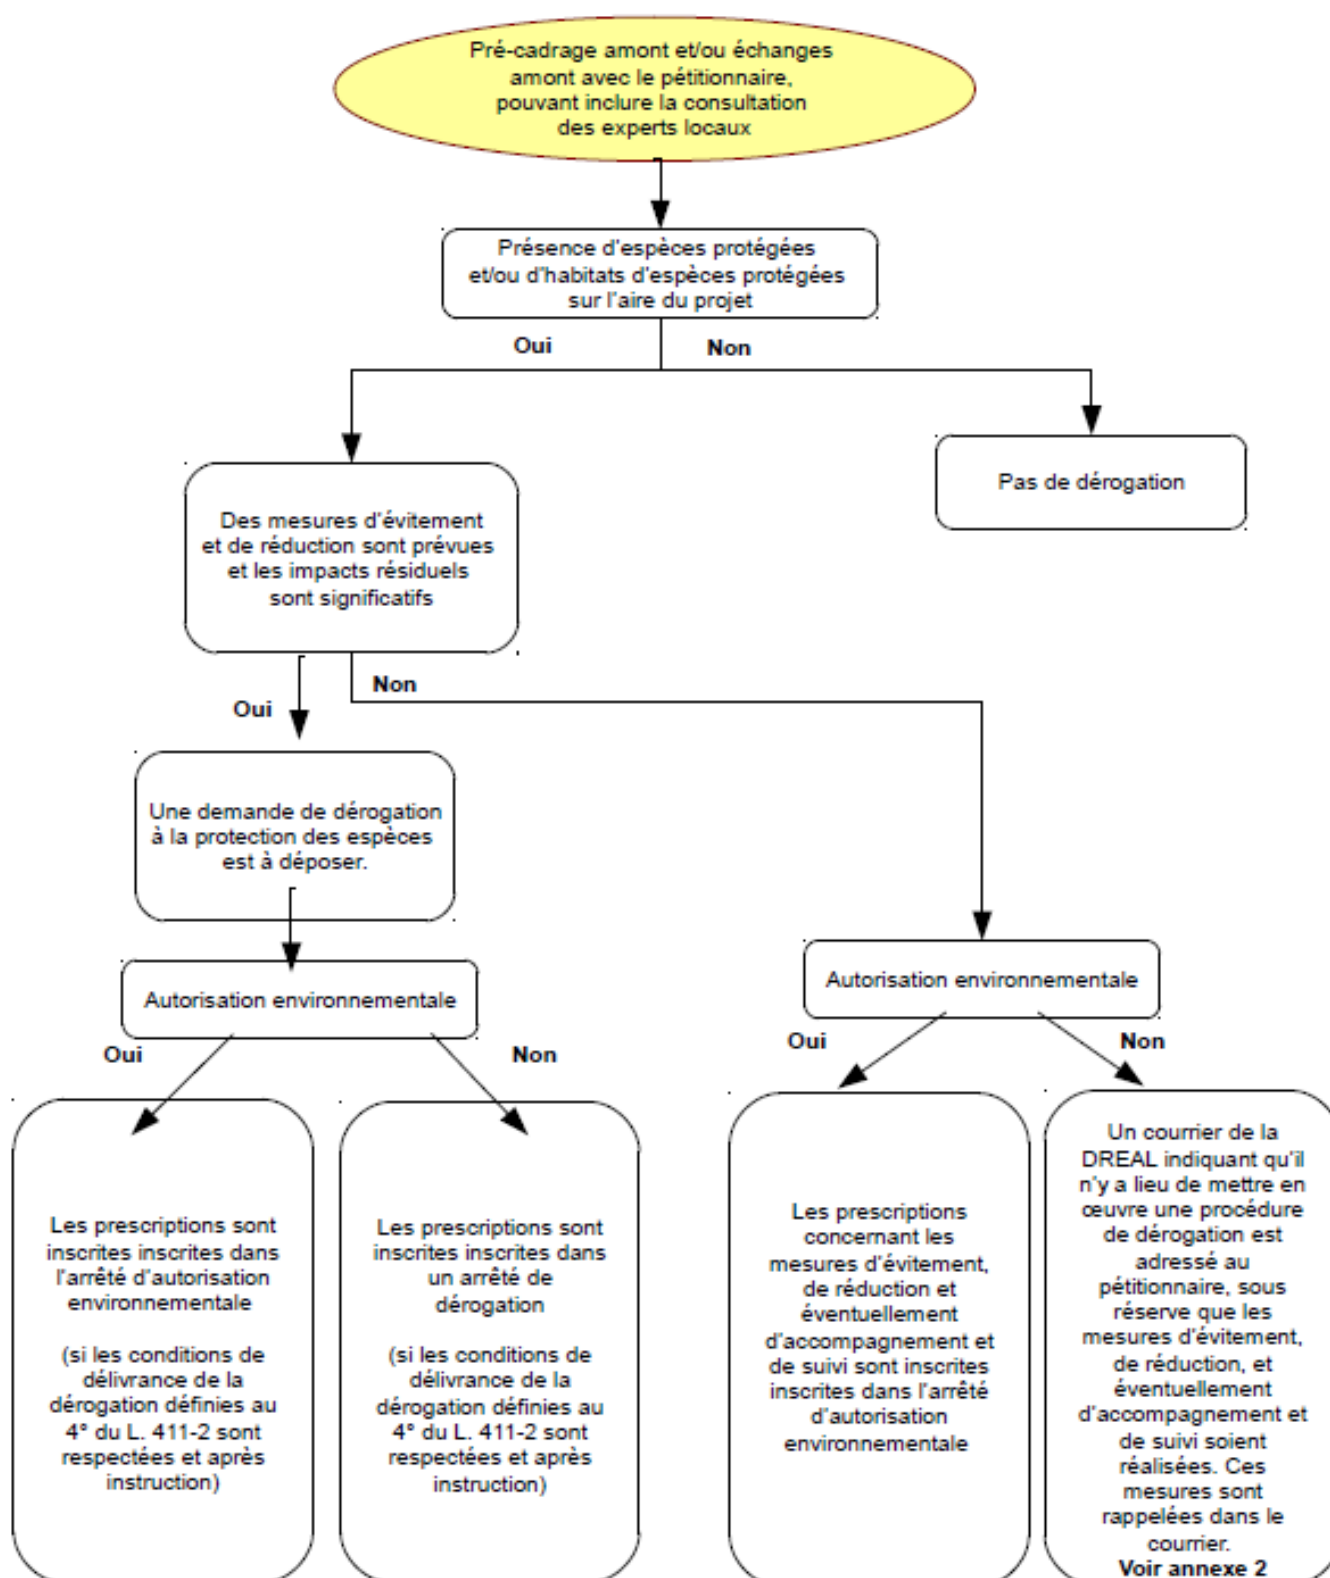 Pré-cadrage amont et/ou échanges
amont avec le pétitionnaire,
pouvant inclure la consultation
des experts locaux
Présence d'espèces protégées
et/ou d'habitats d'espèces protégées
sur l'aire du projet
Oui
Non
Pas de dérogation
Des mesures d'évitement
et de réduction sont prévues
et les impacts résiduels
sont significatifs
Oui
Non
Une demande de dérogation
à la protection des espèces
est à déposer.
Autorisation environnementale
Oui
Non
Autorisation environnementale
Oui
Non
Les prescriptions sont
inscrites inscrites dans
l'arrêté d'autorisation
environnementale
(si les conditions de
délivrance de la
dérogation définies au
4° du L. 411-2 sont
respectées et après
instruction)
Les prescriptions sont
inscrites inscrites dans
un arrêté de
dérogation
(si les conditions de
délivrance de la
dérogation définies au
4° du L. 411-2 sont
respectées et après
instruction)
Les prescriptions
concernant les
mesures d'évitement,
de réduction et
éventuellement
d'accompagnement et
de suivi sont inscrites
inscrites dans l'arrêté
d'autorisation
environnementale
Un courrier de la
DREAL indiquant qu'il
n'y a lieu de mettre en
œuvre une procédure
de dérogation est
adressé au
pétitionnaire, sous
réserve que les
mesures d'évitement,
de réduction, et
éventuellement
d'accompagnement et
de suivi soient
réalisées. Ces
mesures sont
rappelées dans le
courrier.
Voir annexe 2